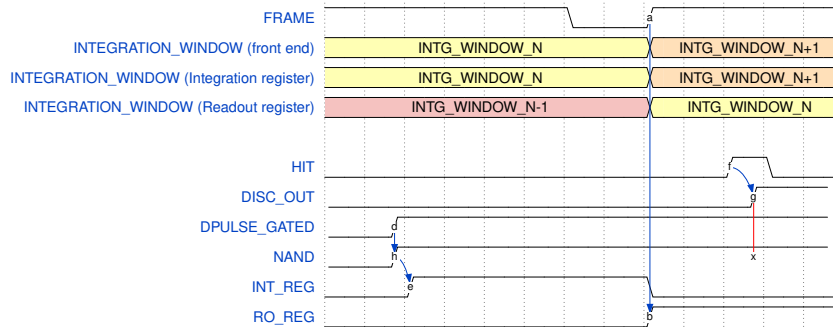 FRAME a
INTEGRATION_WINDOW (front end) INTG_WINDOW_N INTG_WINDOW_N+1
INTEGRATION_WINDOW (Integration register) INTG_WINDOW_N INTG_WINDOW_N+1
INTEGRATION_WINDOW (Readout register) INTG_WINDOW_N-1 INTG_WINDOW_N
HIT f
DISC_OUT g
DPULSE_GATED d
NAND h x
INT_REG e
RO_REG b